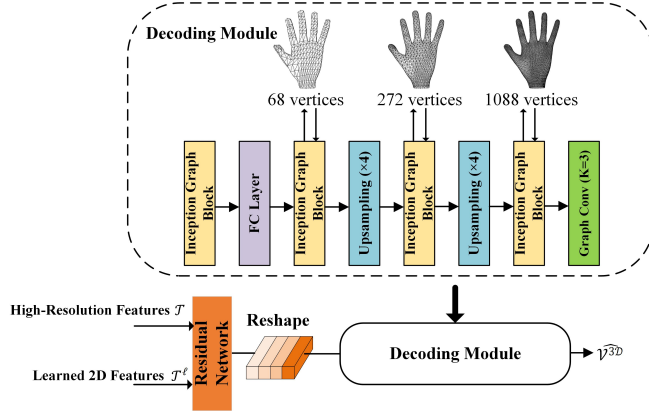 Decoding Module
68 vertices
272 vertices
1088 vertices
Inception Graph
Block
FC Layer
Inception Graph
Block
Upsampling (×4)
Inception Graph
Block
Upsampling (×4)
Inception Graph
Block
Graph Conv (K=3)
High-Resolution Features 𝒯
Learned 2D Features 𝒯^ℓ
Residual
Network
Reshape
Decoding Module
\widehat{𝒱^{3𝒟}}